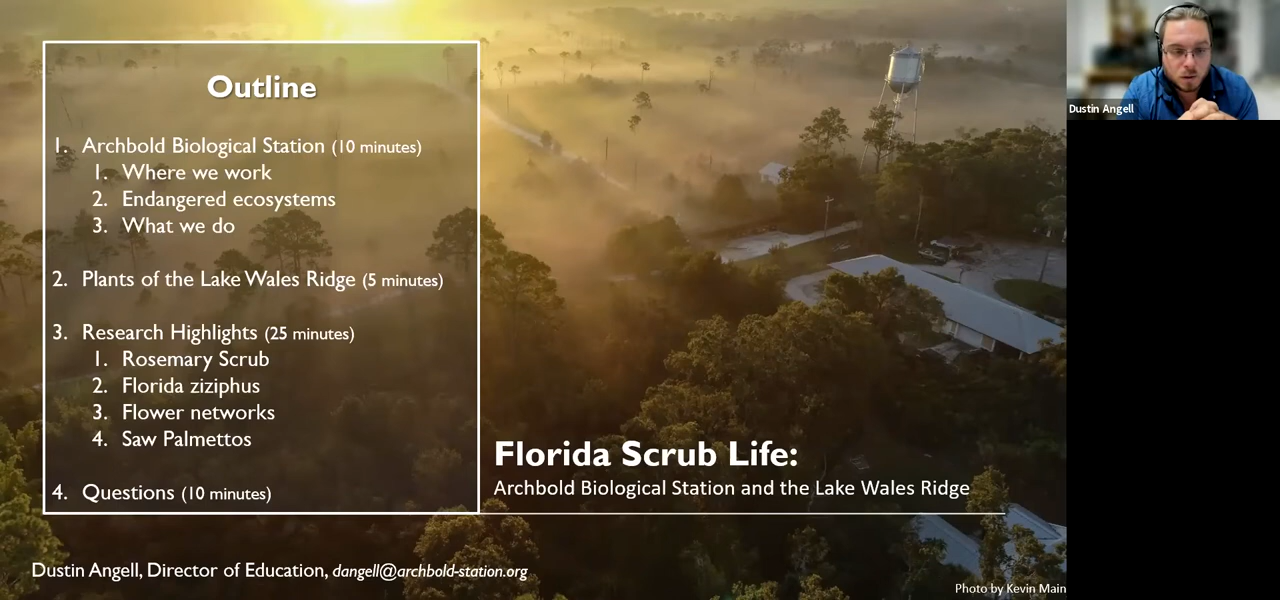 Outline
1. Archbold Biological Station (10 minutes)
1. Where we work
2. Endangered ecosystems
3. What we do
2. Plants of the Lake Wales Ridge (5 minutes)
3. Research Highlights (25 minutes)
1. Rosemary Scrub
2. Florida ziziphus
3. Flower networks
4. Saw Palmettos
4. Questions (10 minutes)
Florida Scrub Life:
Archbold Biological Station and the Lake Wales Ridge
Dustin Angell, Director of Education, dangell@archbold-station.org
Photo by Kevin Main
Dustin Angell